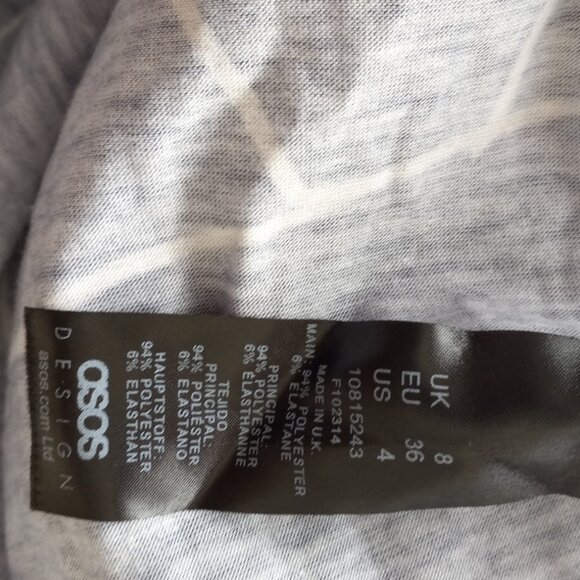 UK 8
EU 36
US 4
10815243
F102314
MADE IN U.K.
MAIN: 94% POLYESTER
6% ELASTANE
PRINCIPAL:
94% POLYESTER
6% ELASTHANNE
TEJIDO
PRINCIPAL:
94% POLIÉSTER
6% ELASTANO
HAUPTSTOFF:
94% POLYESTER
6% ELASTHAN
asos
DESIGN
asos.com Ltd